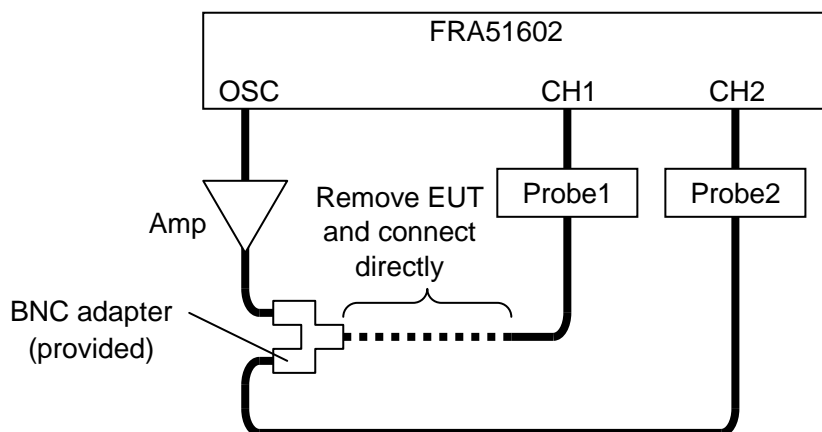 FRA51602
OSC
CH1
CH2
Remove EUT
and connect
directly
Probe1
Probe2
Amp
BNC adapter
(provided)